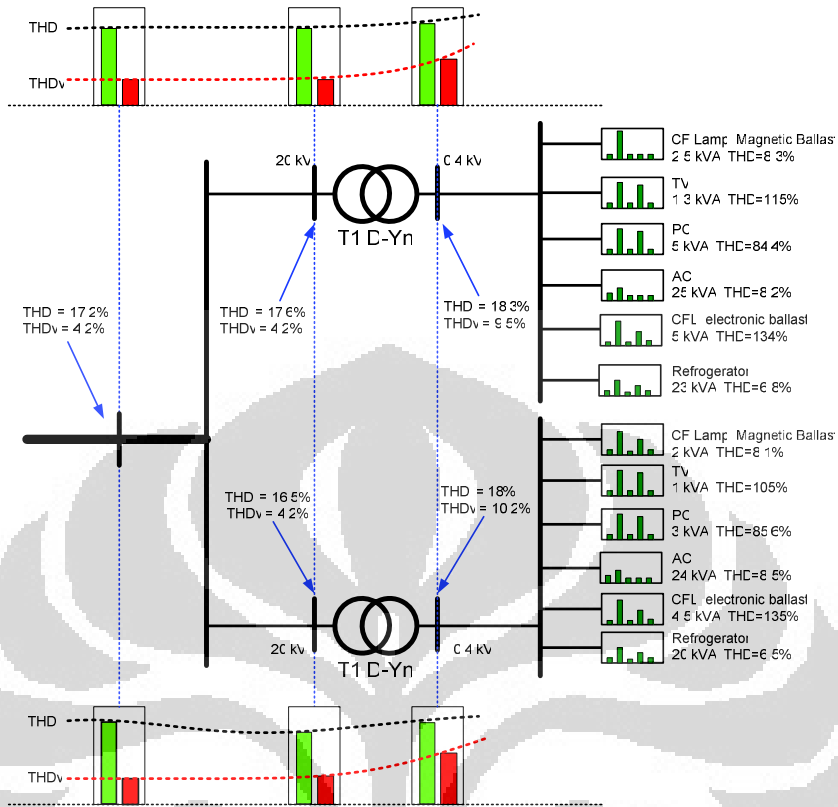 THD
THDv
20 kV
0.4 kV
T1 D-Yn
CF Lamp Magnetic Ballast
2.5 kVA THD=8.3%
TV
1.3 kVA THD=115%
PC
5 kVA THD=84.4%
AC
25 kVA THD=8.2%
CFL electronic ballast
5 kVA THD=134%
Refrogerator
23 kVA THD=6.8%
THD = 17.2%
THDv = 4.2%
THD = 17.6%
THDv = 4.2%
THD = 18.3%
THDv = 9.5%
THD = 16.5%
THDv = 4.2%
THD = 18%
THDv = 10.2%
CF Lamp Magnetic Ballast
2 kVA THD=8.1%
TV
1 kVA THD=105%
PC
3 kVA THD=85.6%
AC
24 kVA THD=8.5%
CFL electronic ballast
4.5 kVA THD=135%
Refrogerator
20 kVA THD=6.5%
20 kV
0.4 kV
T1 D-Yn
THD
THDv